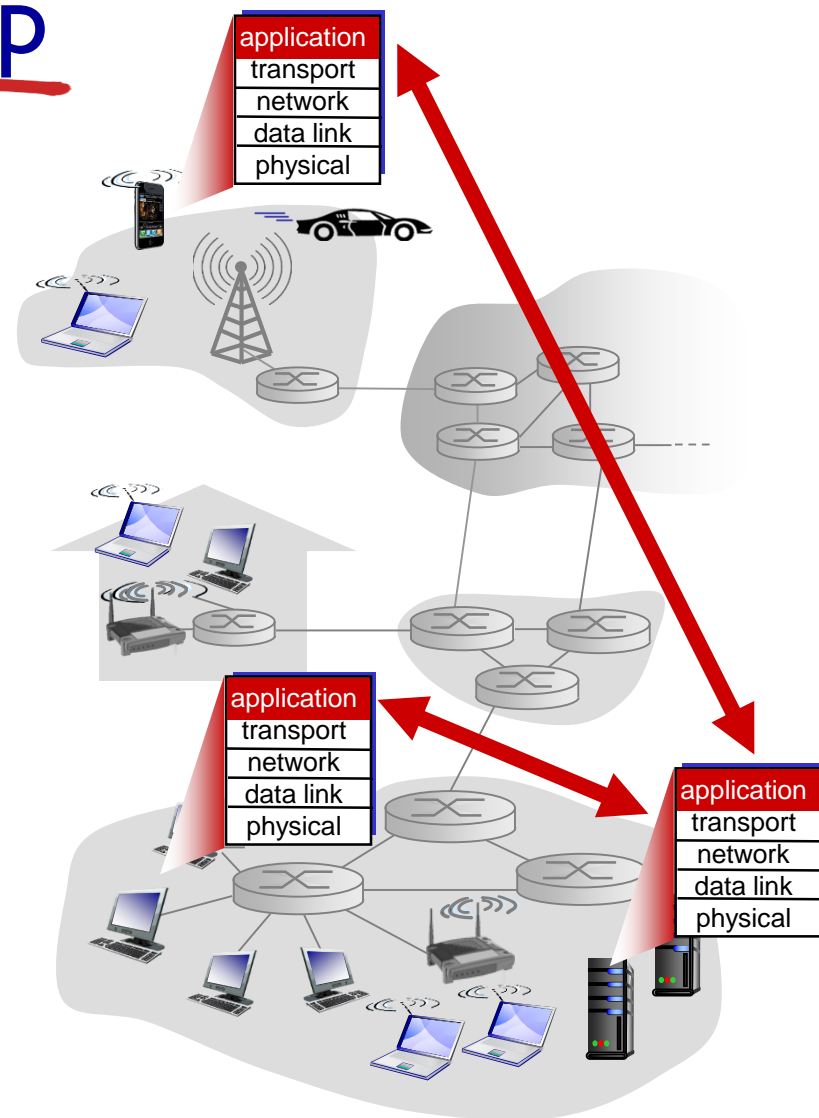 p
application
transport
network
data link
physical
application
transport
network
data link
physical
application
transport
network
data link
physical